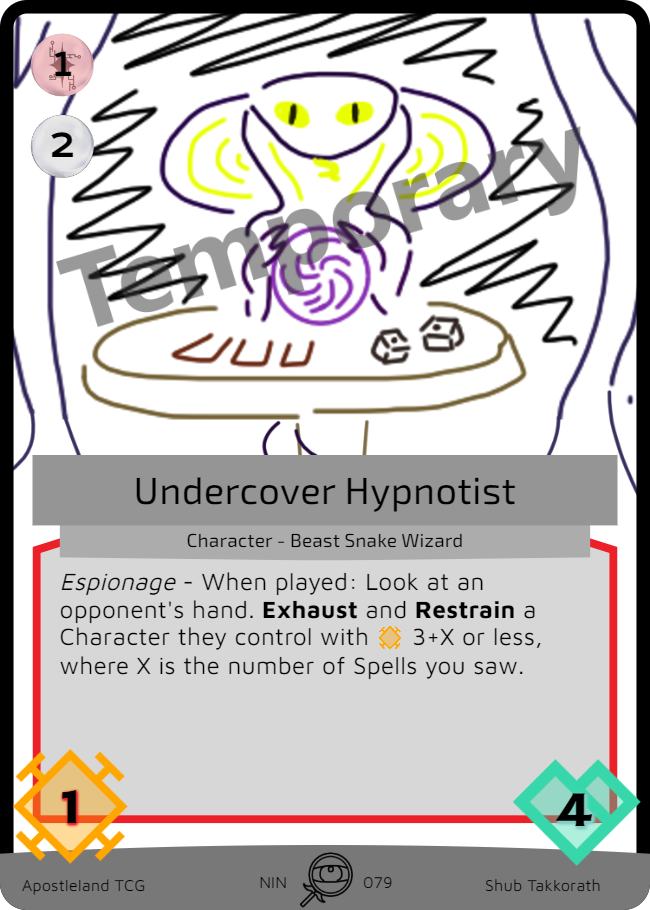 1
2
Temporary
Undercover Hypnotist
Character - Beast Snake Wizard
Espionage - When played: Look at an
opponent's hand. Exhaust and Restrain a
Character they control with 3+X or less,
where X is the number of Spells you saw.
1
4
Apostleland TCG
NIN 079
Shub Takkorath